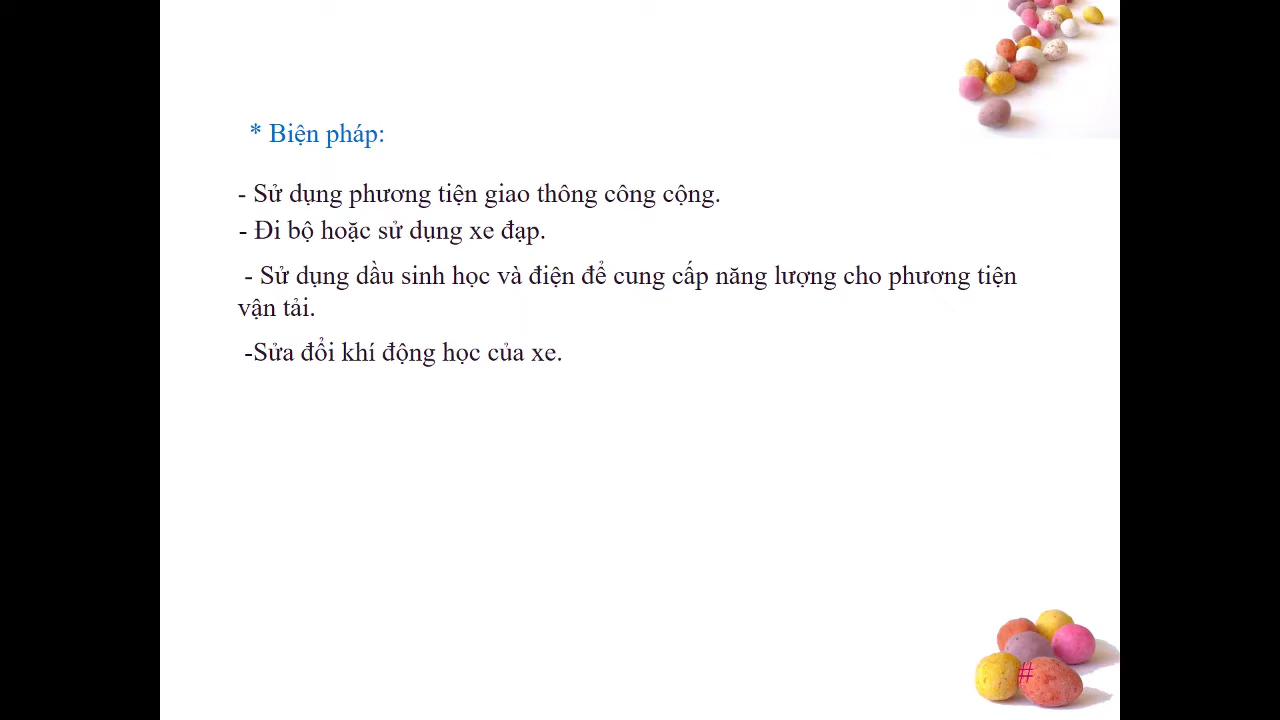 * Biện pháp:
- Sử dụng phương tiện giao thông công cộng.
- Đi bộ hoặc sử dụng xe đạp.
- Sử dụng dầu sinh học và điện để cung cấp năng lượng cho phương tiện
vận tải.
-Sửa đổi khí động học của xe.
#